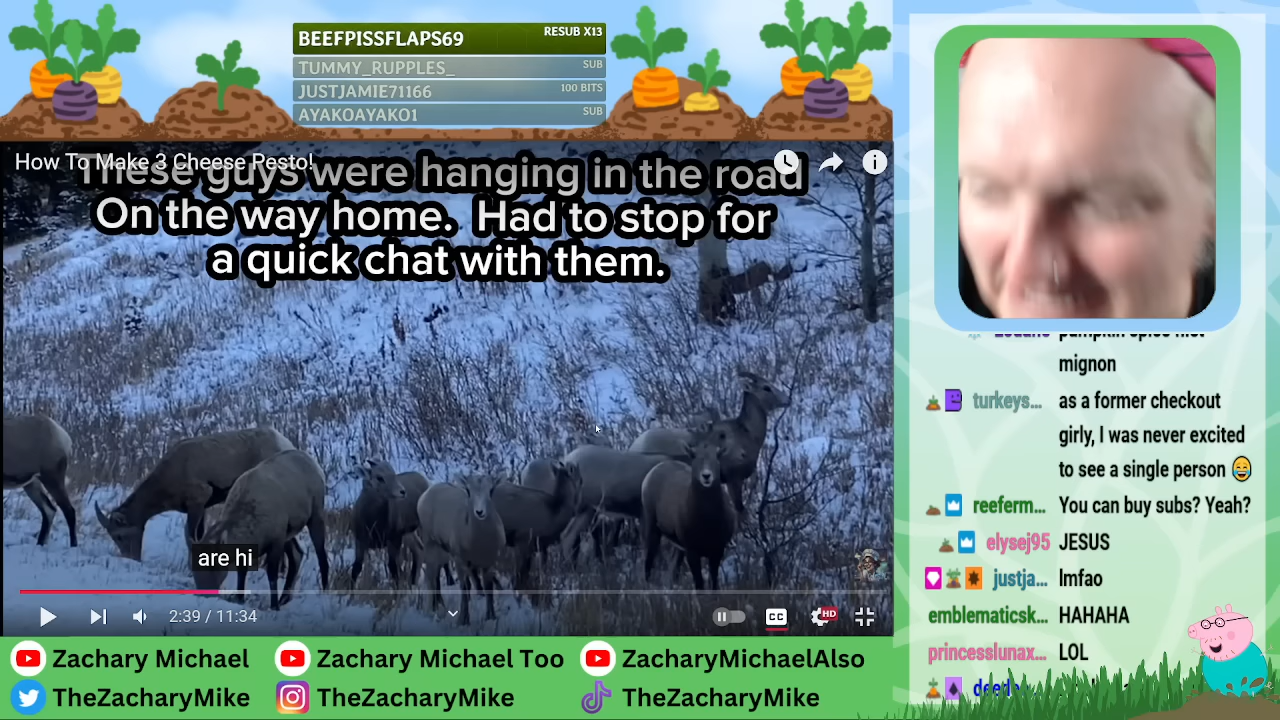 BEEFPISSFLAPS69 RESUB X13
TUMMY_RUPPLES_ SUB
JUSTJAMIE71166 100 BITS
AYAKOAYAKO1 SUB
How To Make 3 Cheese Pesto!
These guys were hanging in the road
On the way home. Had to stop for
a quick chat with them.
are hi
2:39 / 11:34
CC
HD
mignon
turkeys... as a former checkout
girly, I was never excited
to see a single person 😂
reeferm... You can buy subs? Yeah?
elysej95 JESUS
justja... lmfao
emblematicsk... HAHAHA
princesslunax... LOL
Zachary Michael
Zachary Michael Too
ZacharyMichaelAlso
TheZacharyMike
TheZacharyMike
TheZacharyMike